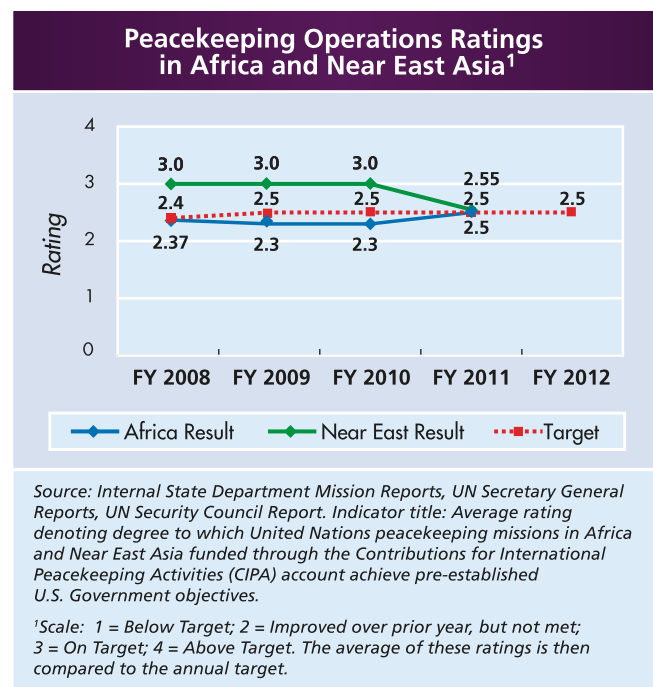 Peacekeeping Operations Ratings
in Africa and Near East Asia¹
4
3
2
1
0
Rating
3.0
3.0
3.0
2.55
2.4
2.5
2.5
2.5
2.5
2.37
2.3
2.3
2.5
FY 2008
FY 2009
FY 2010
FY 2011
FY 2012
Africa Result
Near East Result
Target
Source: Internal State Department Mission Reports, UN Secretary General
Reports, UN Security Council Report. Indicator title: Average rating
denoting degree to which United Nations peacekeeping missions in Africa
and Near East Asia funded through the Contributions for International
Peacekeeping Activities (CIPA) account achieve pre-established
U.S. Government objectives.
¹Scale: 1 = Below Target; 2 = Improved over prior year, but not met;
3 = On Target; 4 = Above Target. The average of these ratings is then
compared to the annual target.